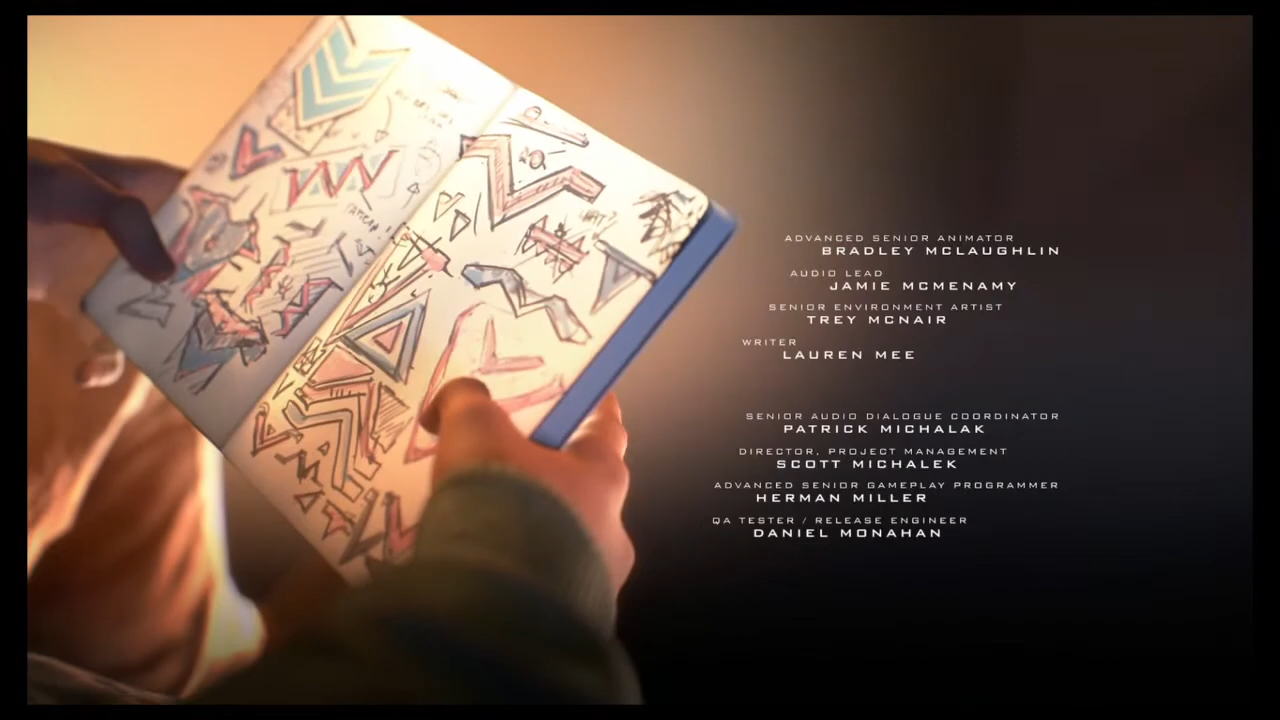 ADVANCED SENIOR ANIMATOR
BRADLEY MCLAUGHLIN
AUDIO LEAD
JAMIE MCMENAMY
SENIOR ENVIRONMENT ARTIST
TREY MCNAIR
WRITER
LAUREN MEE
SENIOR AUDIO DIALOGUE COORDINATOR
PATRICK MICHALAK
DIRECTOR, PROJECT MANAGEMENT
SCOTT MICHALEK
ADVANCED SENIOR GAMEPLAY PROGRAMMER
HERMAN MILLER
QA TESTER / RELEASE ENGINEER
DANIEL MONAHAN